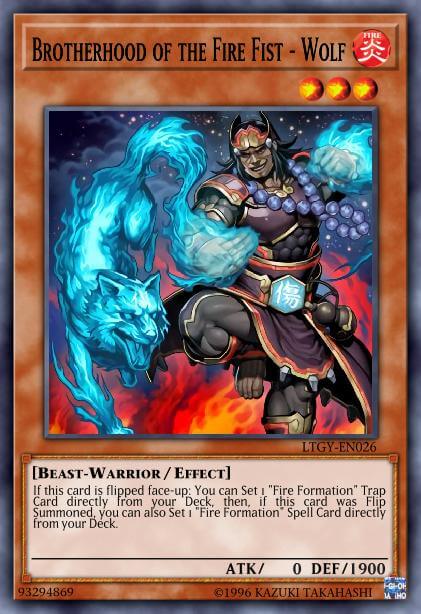 BROTHERHOOD OF THE FIRE FIST - WOLF
FIRE
炎
傷
LTGY-EN026
[BEAST-WARRIOR / EFFECT]
If this card is flipped face-up: You can Set 1 "Fire Formation" Trap
Card directly from your Deck, then, if this card was Flip
Summoned, you can also Set 1 "Fire Formation" Spell Card directly
from your Deck.
ATK/ 0 DEF/1900
93294869
©1996 KAZUKI TAKAHASHI